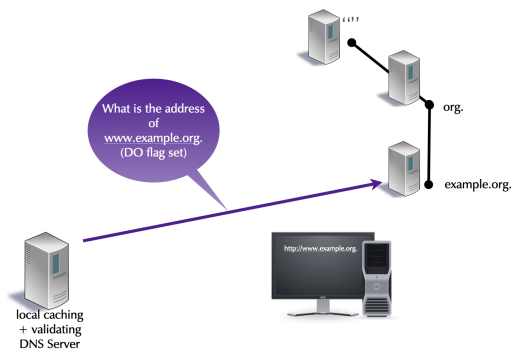 “”
org.
What is the address
of
www.example.org.
(DO flag set)
example.org.
http://www.example.org.
local caching
+ validating
DNS Server